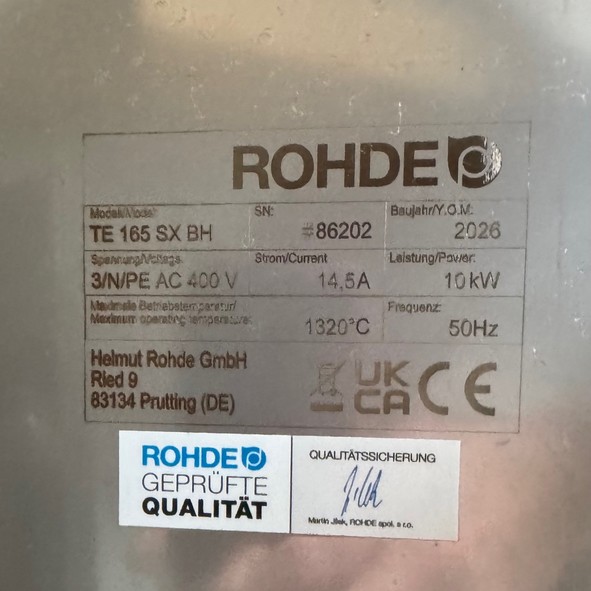 ROHDE
Modell/Model SN: Baujahr/Y.O.M.
TE 165 SX BH #86202 2026
Spannung/Voltage Strom/Current Leistung/Power:
3/N/PE AC 400 V 14,5A 10 kW
Maximale Betriebstemperatur/ Frequenz:
Maximum operating temperature: 1320°C 50Hz
Helmut Rohde GmbH
Ried 9
83134 Prutting (DE)
UK
CA CE
ROHDE
GEPRÜFTE
QUALITÄT
QUALITÄTSSICHERUNG
Martin Jílek, ROHDE spol. s r.o.